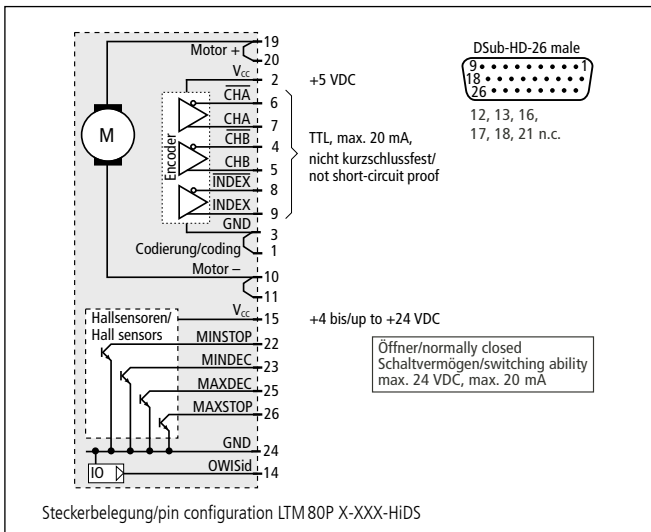 Motor + 19
20
Vcc 2 +5 VDC
CHA 6
CHA 7
CHB 4
CHB 5
INDEX 8
INDEX 9
GND 3
Codierung/coding 1
Motor – 10
11
M
Encoder
TTL, max. 20 mA,
nicht kurzschlussfest/
not short-circuit proof
DSub-HD-26 male
9 1
18
26
12, 13, 16,
17, 18, 21 n.c.
Hallsensoren/
Hall sensors
Vcc 15 +4 bis/up to +24 VDC
MINSTOP 22
MINDEC 23
MAXDEC 25
MAXSTOP 26
GND 24
IO OWISid 14
Öffner/normally closed
Schaltvermögen/switching ability
max. 24 VDC, max. 20 mA
Steckerbelegung/pin configuration LTM 80P X-XXX-HiDS